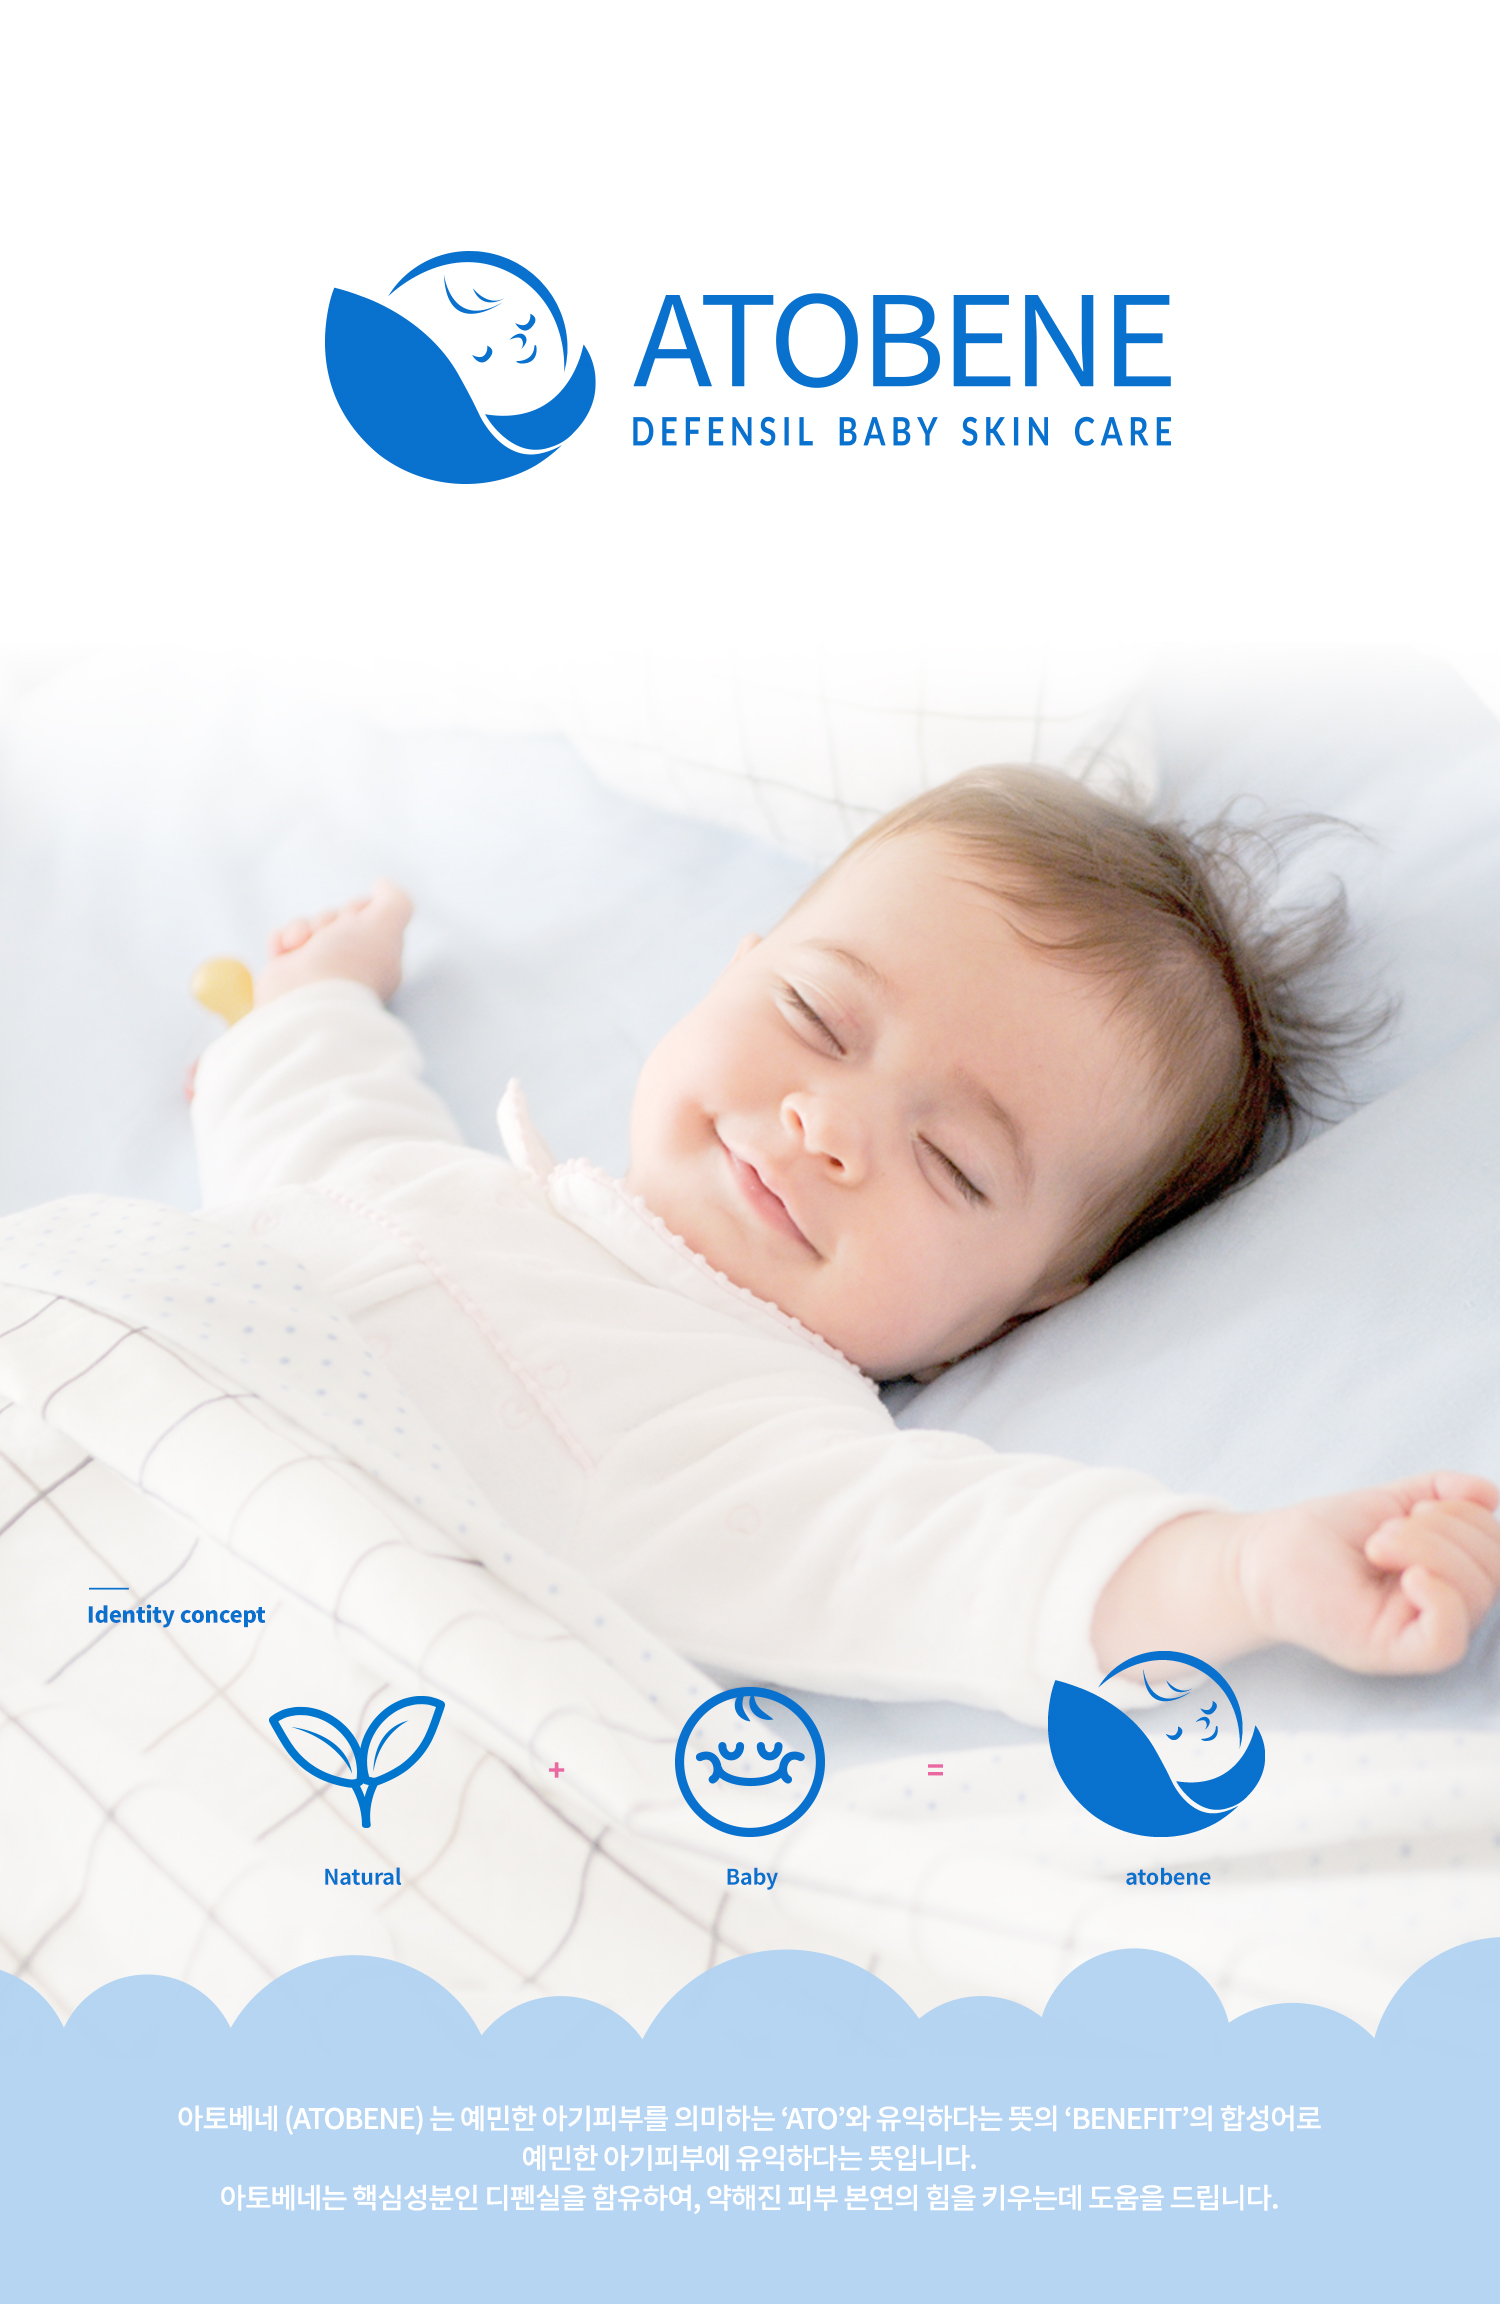 ATOBENE
DEFENSIL BABY SKIN CARE
Identity concept
+
=
Natural
Baby
atobene
아토베네 (ATOBENE) 는 예민한 아기피부를 의미하는 ‘ATO’와 유익하다는 뜻의 ‘BENEFIT’의 합성어로
예민한 아기피부에 유익하다는 뜻입니다.
아토베네는 핵심성분인 디펜실을 함유하여, 약해진 피부 본연의 힘을 키우는데 도움을 드립니다.